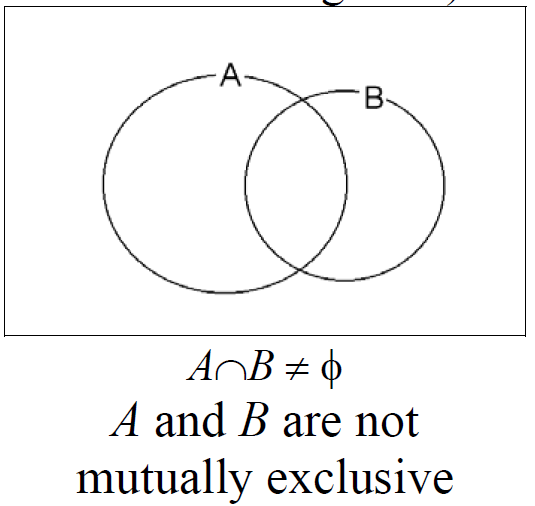 A
B
A∩B ≠ ϕ
A and B are not
mutually exclusive